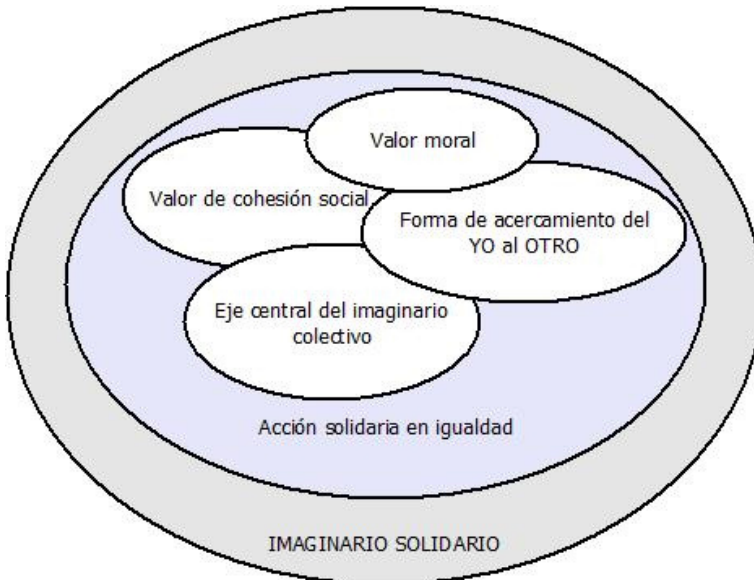 Valor moral
Valor de cohesión social
Forma de acercamiento del
YO al OTRO
Eje central del imaginario
colectivo
Acción solidaria en igualdad
IMAGINARIO SOLIDARIO